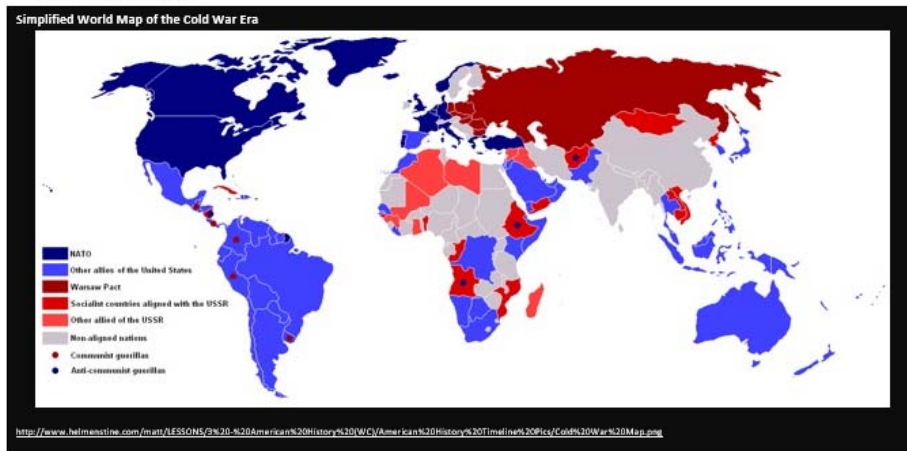 Simplified World Map of the Cold War Era
NATO
Other allies of the United States
Warsaw Pact
Socialist countries aligned with the USSR
Other allied of the USSR
Non-aligned nations
Communist guerillas
Anti-communist guerillas
http://www.helmenstine.com/matt/LESSONS/3%20-%20American%20History%20(WC)/American%20History%20Timeline%20Pics/Cold%20War%20Map.png